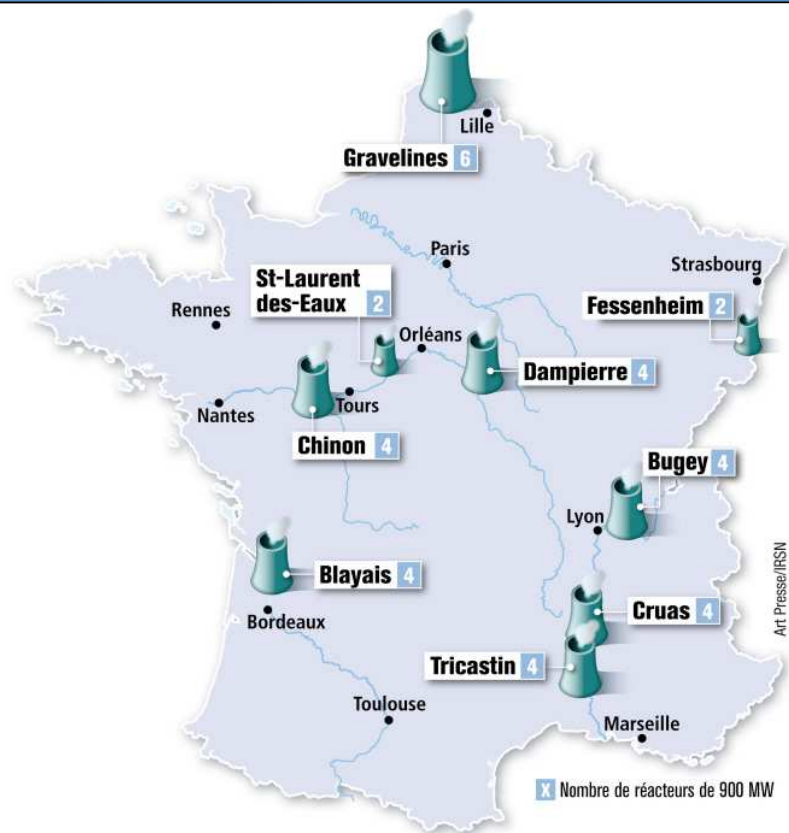 Lille
Gravelines 6
Paris
Strasbourg
St-Laurent
des-Eaux 2
Rennes
Fessenheim 2
Orléans
Dampierre 4
Nantes
Tours
Chinon 4
Bugey 4
Lyon
Blayais 4
Bordeaux
Cruas 4
Tricastin 4
Toulouse
Marseille
X Nombre de réacteurs de 900 MW
Art Presse/IRSN